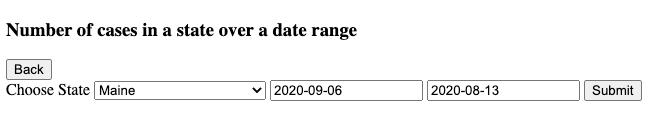 Number of cases in a state over a date range
Back
Choose State Maine 2020-09-06 2020-08-13 Submit